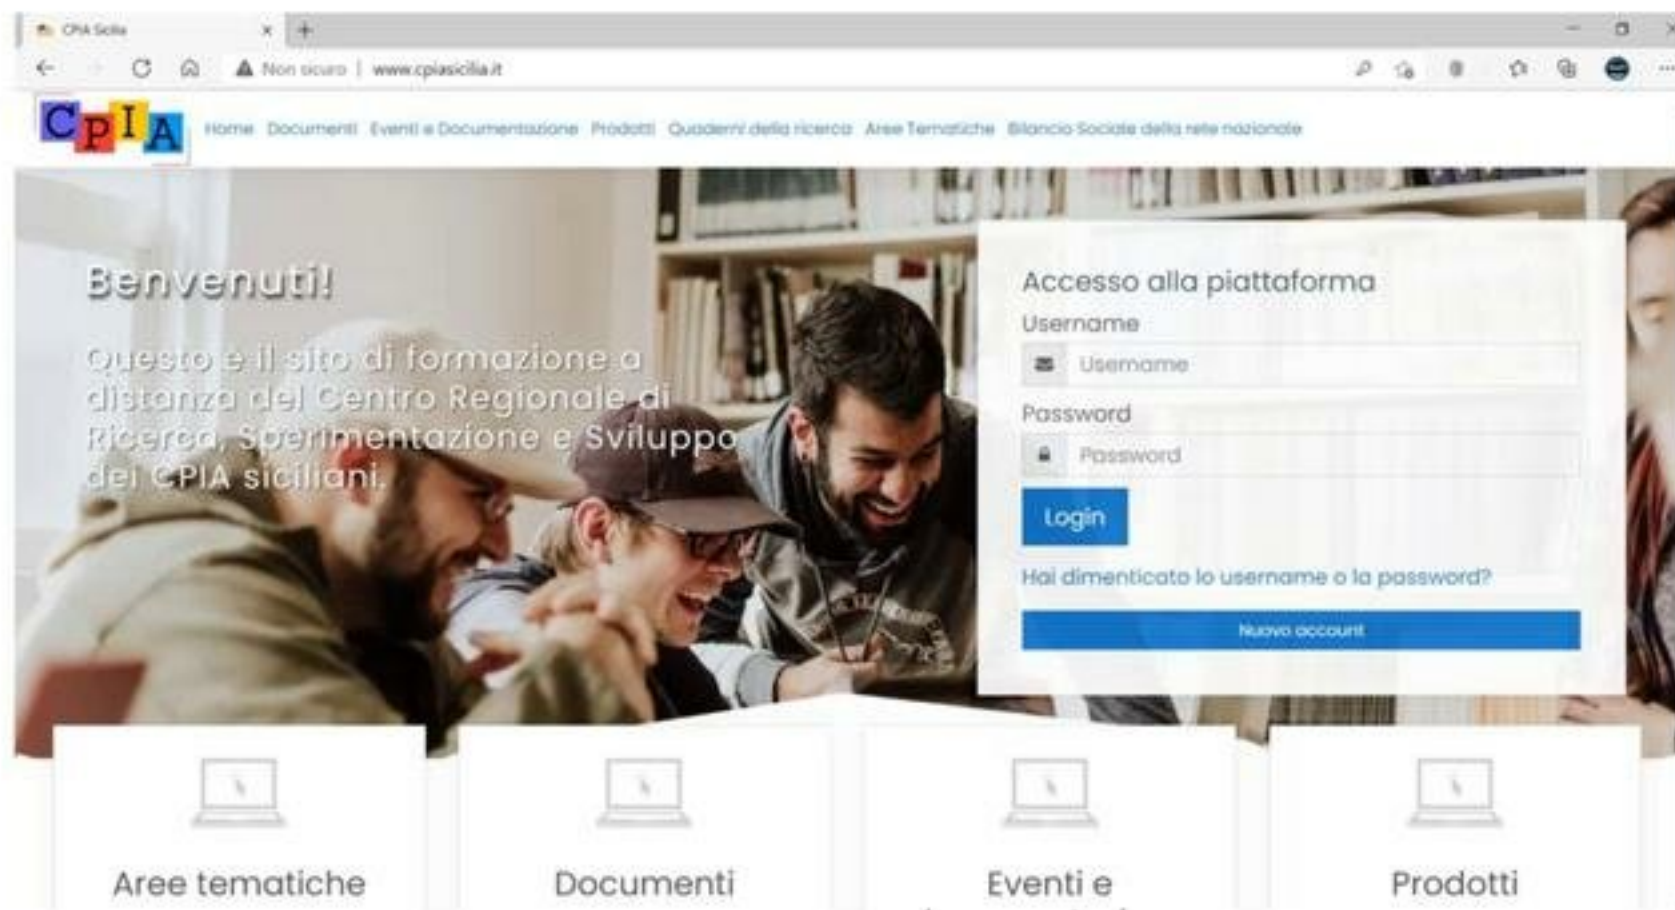 CPIA Sicilia
Non sicuro | www.cpiasicilia.it
CPIA
Home Documenti Eventi e Documentazione Prodotti Quaderni della ricerca Aree Tematiche Bilancio Sociale della rete nazionale
Benvenuti!
Questo è il sito di formazione a
distanza del Centro Regionale di
Ricerca, Sperimentazione e Sviluppo
dei CPIA siciliani.
Accesso alla piattaforma
Username
Username
Password
Password
Login
Hai dimenticato lo username o la password?
Nuovo account
Aree tematiche
Documenti
Eventi e
Prodotti